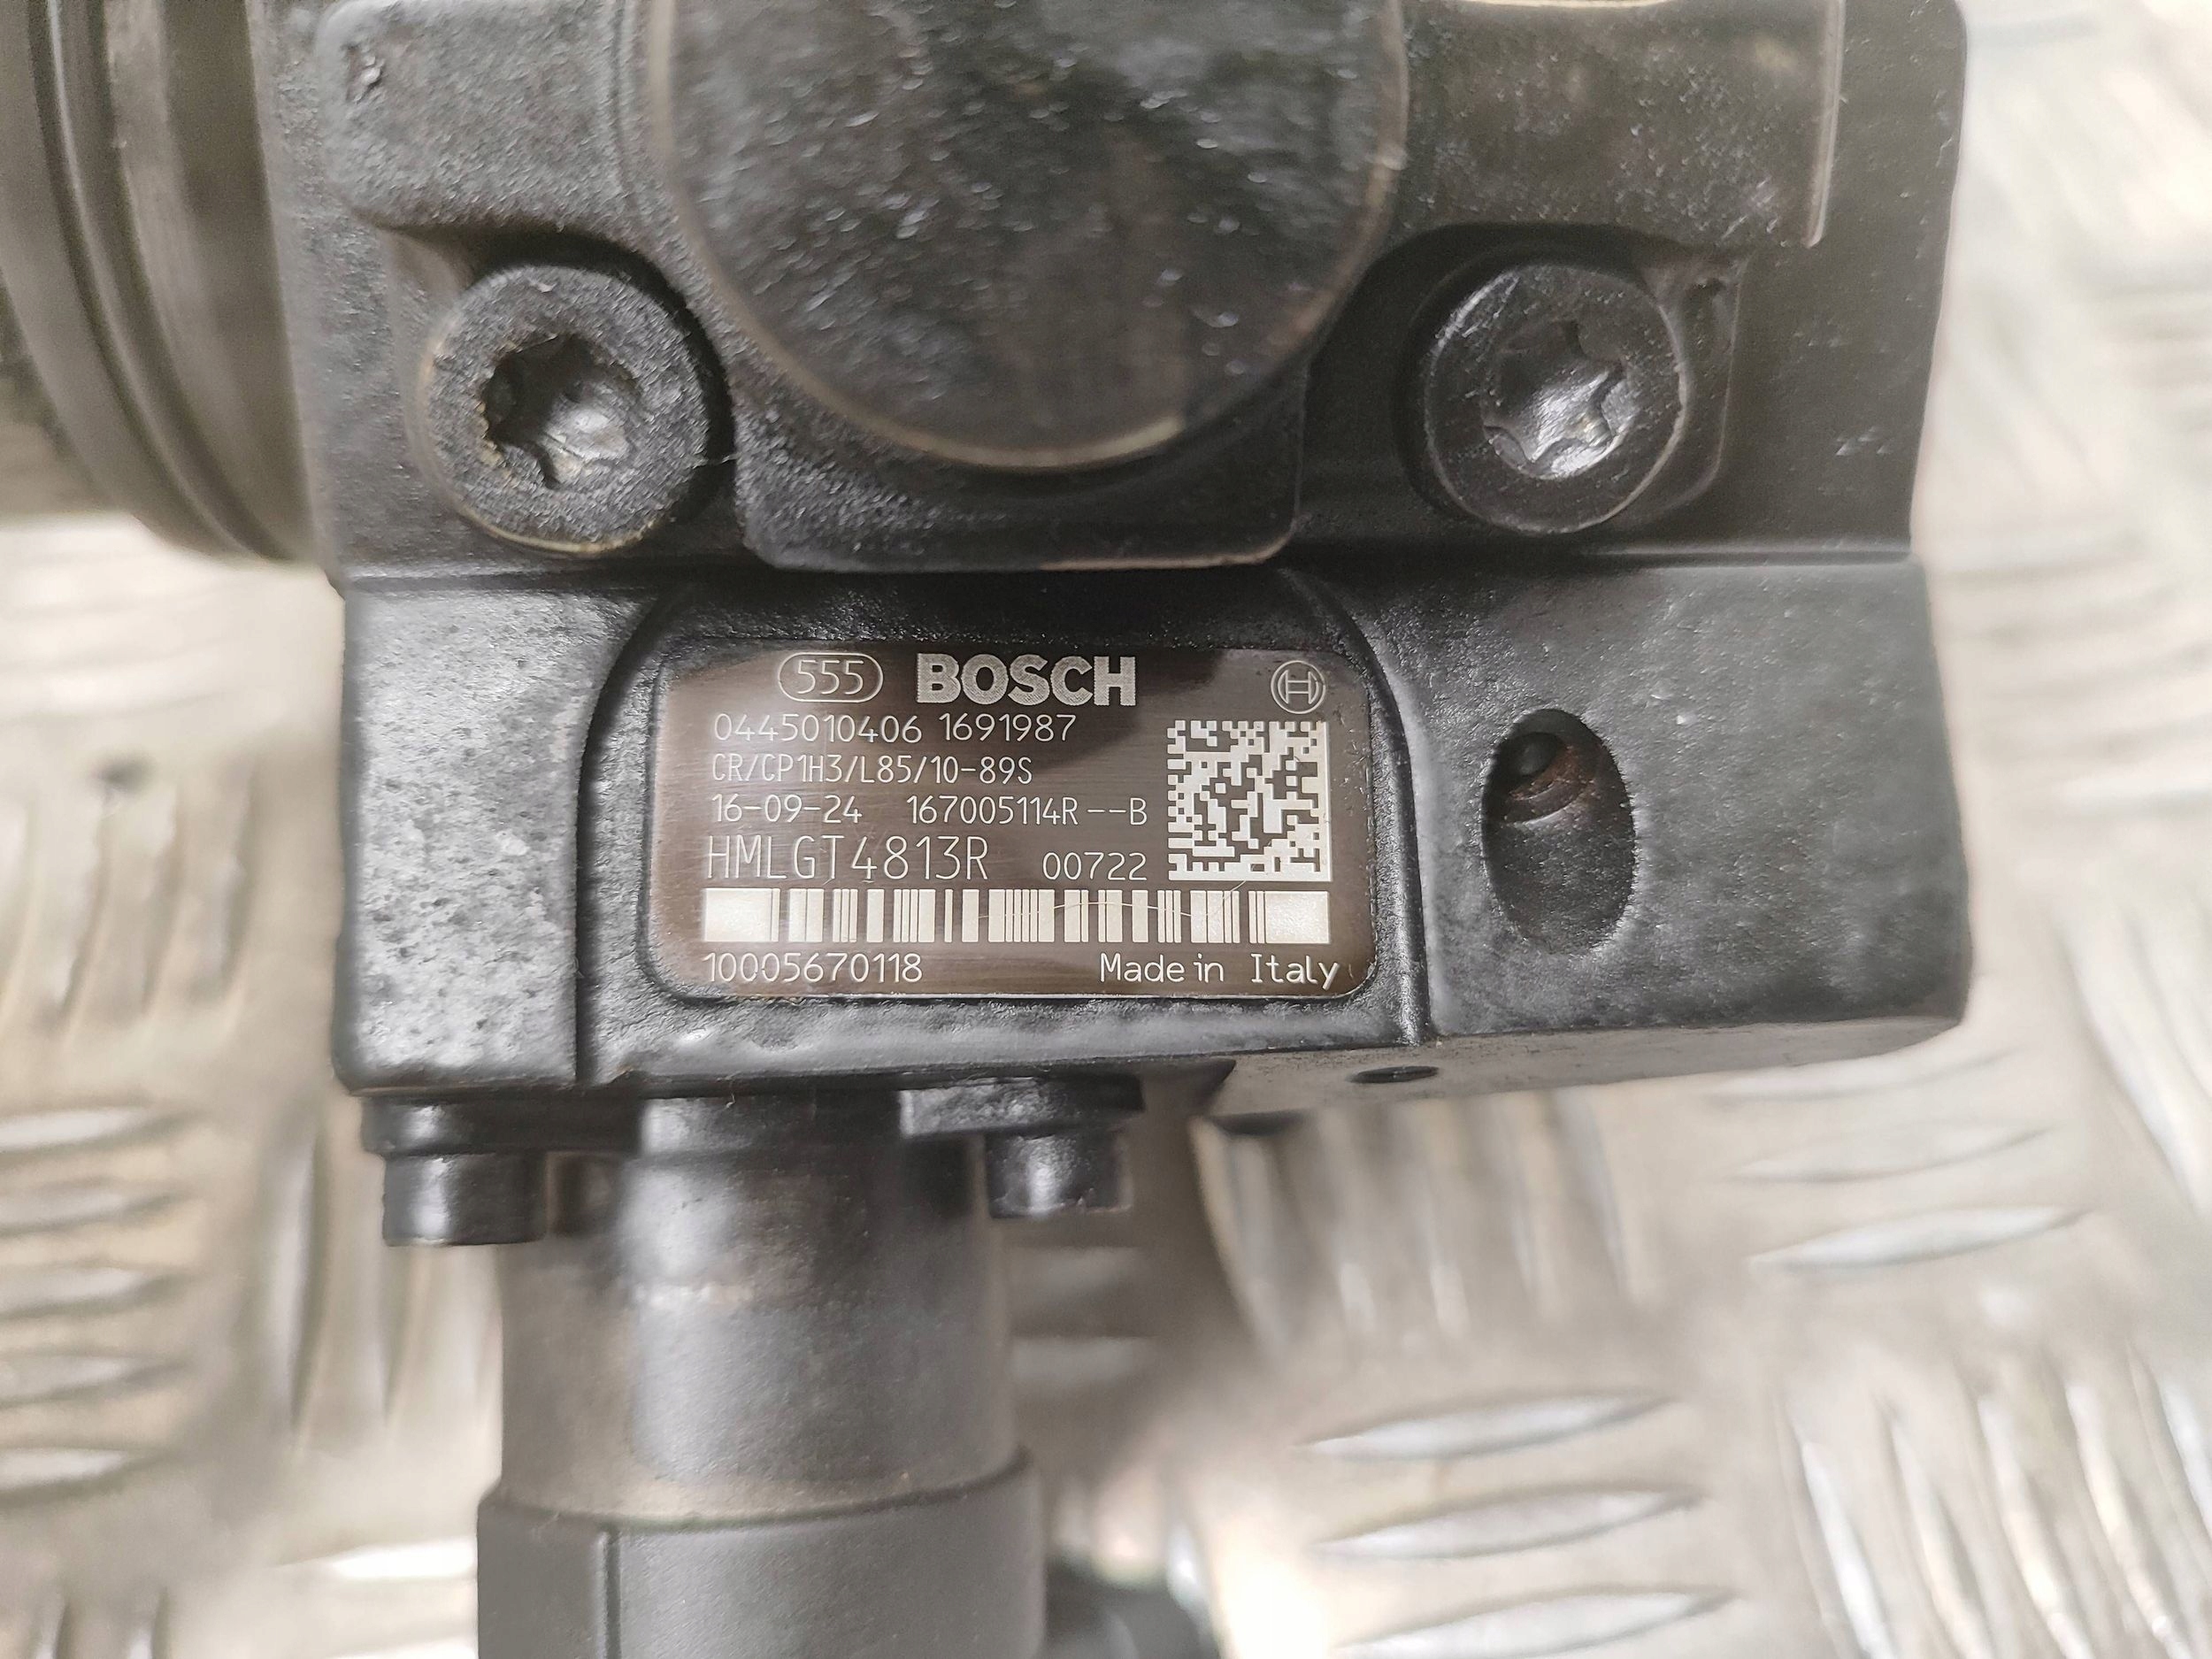 555 BOSCH
0445010406 1691987
CR/CP1H3/L85/10-89S
16-09-24 167005114R--B
HMLGT4813R 00722
10005670118 Made in Italy